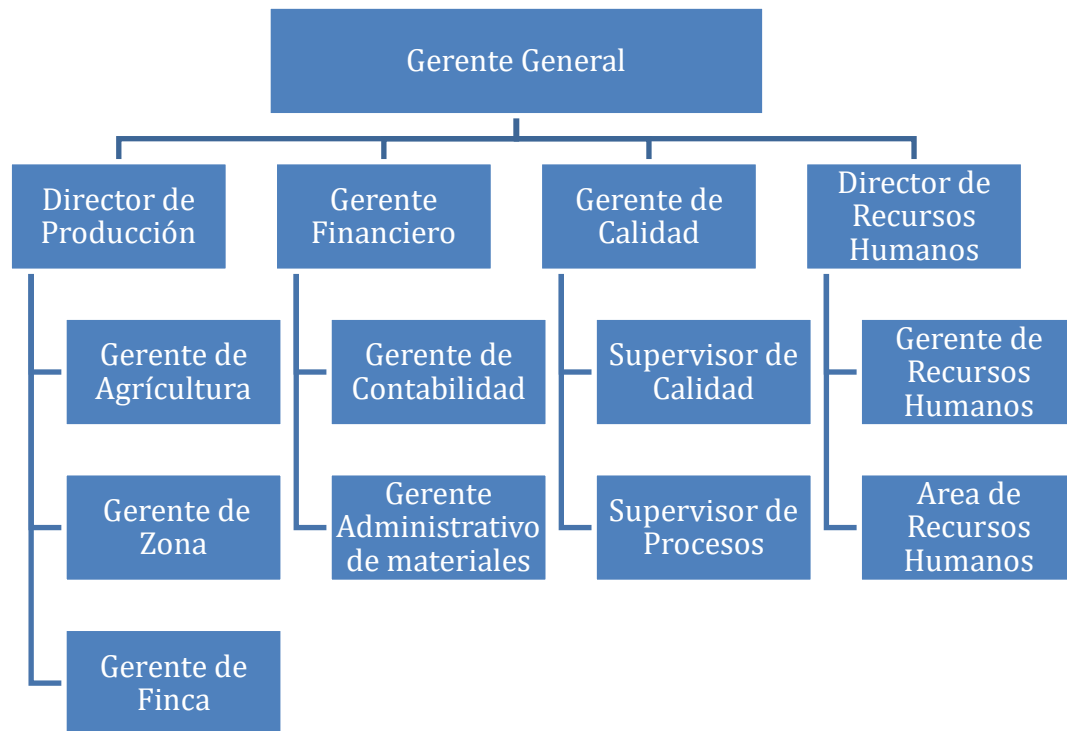 Gerente General
Director de
Producción
Gerente
Financiero
Gerente de
Calidad
Director de
Recursos
Humanos
Gerente de
Agrícultura
Gerente de
Contabilidad
Supervisor de
Calidad
Gerente de
Recursos
Humanos
Gerente de
Zona
Gerente
Administrativo
de materiales
Supervisor de
Procesos
Area de
Recursos
Humanos
Gerente de
Finca